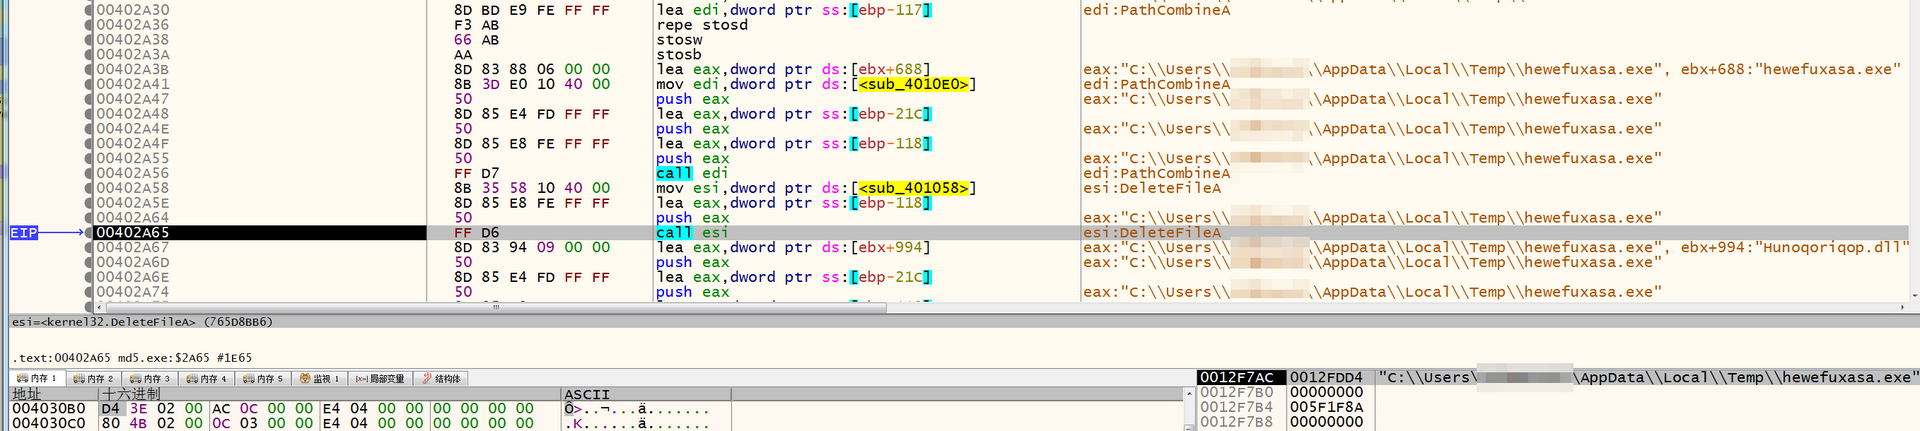 00402A30 8D BD E9 FE FF FF lea edi,dword ptr ss:[ebp-117] edi:PathCombineA
00402A36 F3 AB repe stosd
00402A38 66 AB stosw
00402A3A AA stosb
00402A3B 8D 83 88 06 00 00 lea eax,dword ptr ds:[ebx+688] eax:"C:\\Users\\ \\AppData\\Local\\Temp\\hewefuxasa.exe", ebx+688:"hewefuxasa.exe"
00402A41 8B 3D E0 10 40 00 mov edi,dword ptr ds:[<sub_4010E0>] edi:PathCombineA
00402A47 50 push eax eax:"C:\\Users\\ \\AppData\\Local\\Temp\\hewefuxasa.exe"
00402A48 8D 85 E4 FD FF FF lea eax,dword ptr ss:[ebp-21C]
00402A4E 50 push eax eax:"C:\\Users\\ \\AppData\\Local\\Temp\\hewefuxasa.exe"
00402A4F 8D 85 E8 FE FF FF lea eax,dword ptr ss:[ebp-118]
00402A55 50 push eax eax:"C:\\Users\\ \\AppData\\Local\\Temp\\hewefuxasa.exe"
00402A56 FF D7 call edi edi:PathCombineA
00402A58 8B 35 58 10 40 00 mov esi,dword ptr ds:[<sub_401058>] esi:DeleteFileA
00402A5E 8D 85 E8 FE FF FF lea eax,dword ptr ss:[ebp-118]
00402A64 50 push eax eax:"C:\\Users\\ \\AppData\\Local\\Temp\\hewefuxasa.exe"
EIP 00402A65 FF D6 call esi esi:DeleteFileA
00402A67 8D 83 94 09 00 00 lea eax,dword ptr ds:[ebx+994] eax:"C:\\Users\\ \\AppData\\Local\\Temp\\hewefuxasa.exe", ebx+994:"Hunoqoriqop.dll"
00402A6D 50 push eax eax:"C:\\Users\\ \\AppData\\Local\\Temp\\hewefuxasa.exe"
00402A6E 8D 85 E4 FD FF FF lea eax,dword ptr ss:[ebp-21C]
00402A74 50 push eax eax:"C:\\Users\\ \\AppData\\Local\\Temp\\hewefuxasa.exe"
esi=<kernel32.DeleteFileA> (765D8BB6)
.text:00402A65 md5.exe:$2A65 #1E65
内存 1 内存 2 内存 3 内存 4 内存 5 监视 1 [x=] 局部变量 结构体
地址 十六进制 ASCII
004030B0 D4 3E 02 00 AC 0C 00 00 E4 04 00 00 00 00 00 00 Ô>..¬...ä.......
004030C0 80 4B 02 00 0C 03 00 00 E4 04 00 00 00 00 00 00 .K......ä.......
0012F7AC 0012FDD4 "C:\\Users\ \AppData\\Local\\Temp\\hewefuxasa.exe"
0012F7B0 00000000
0012F7B4 005F1F8A
0012F7B8 00000000